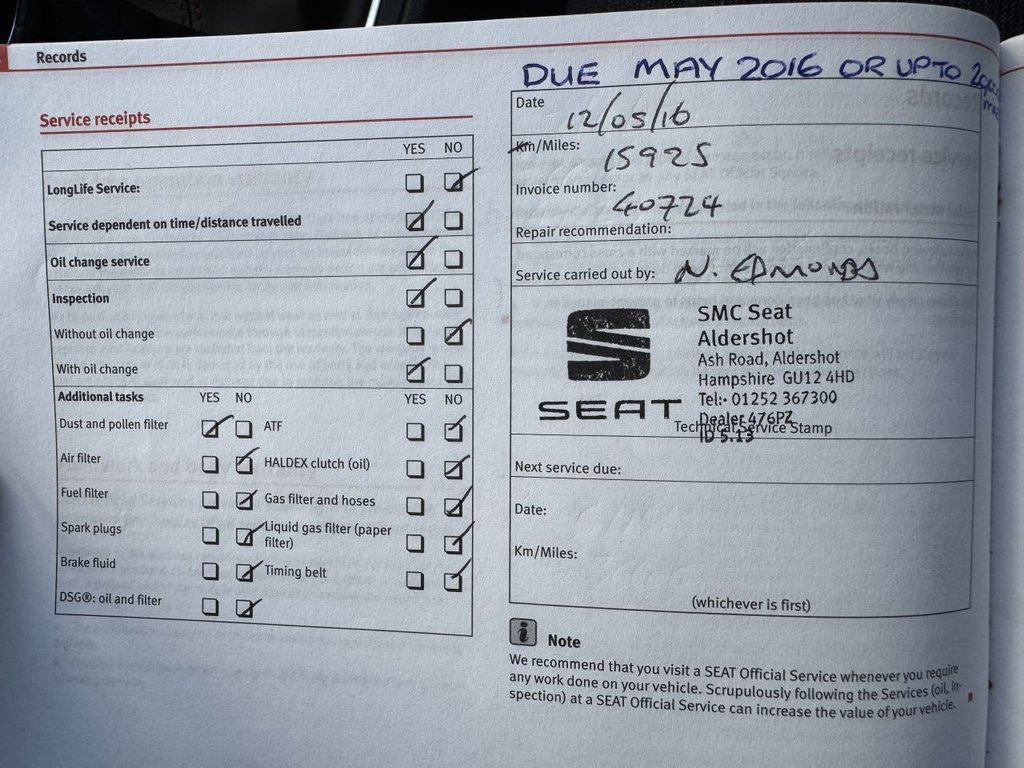 Records
Service receipts
YES NO
LongLife Service:
Service dependent on time/distance travelled
Oil change service
Inspection
Without oil change
With oil change
Additional tasks YES NO YES NO
Dust and pollen filter ATF
Air filter HALDEX clutch (oil)
Fuel filter Gas filter and hoses
Spark plugs Liquid gas filter (paper
filter)
Brake fluid Timing belt
DSG®: oil and filter
DUE MAY 2016 OR UP TO
Date 12/05/16
Km/Miles: 15925
Invoice number: 40724
Repair recommendation:
Service carried out by: N. EDMONDS
SEAT
SMC Seat
Aldershot
Ash Road, Aldershot
Hampshire GU12 4HD
Tel:- 01252 367300
Dealer 476PZ
Technical Service Stamp
ID 5.13
Next service due:
Date:
Km/Miles:
(whichever is first)
i Note
We recommend that you visit a SEAT Official Service whenever you require
any work done on your vehicle. Scrupulously following the Services (oil, in-
spection) at a SEAT Official Service can increase the value of your vehicle.